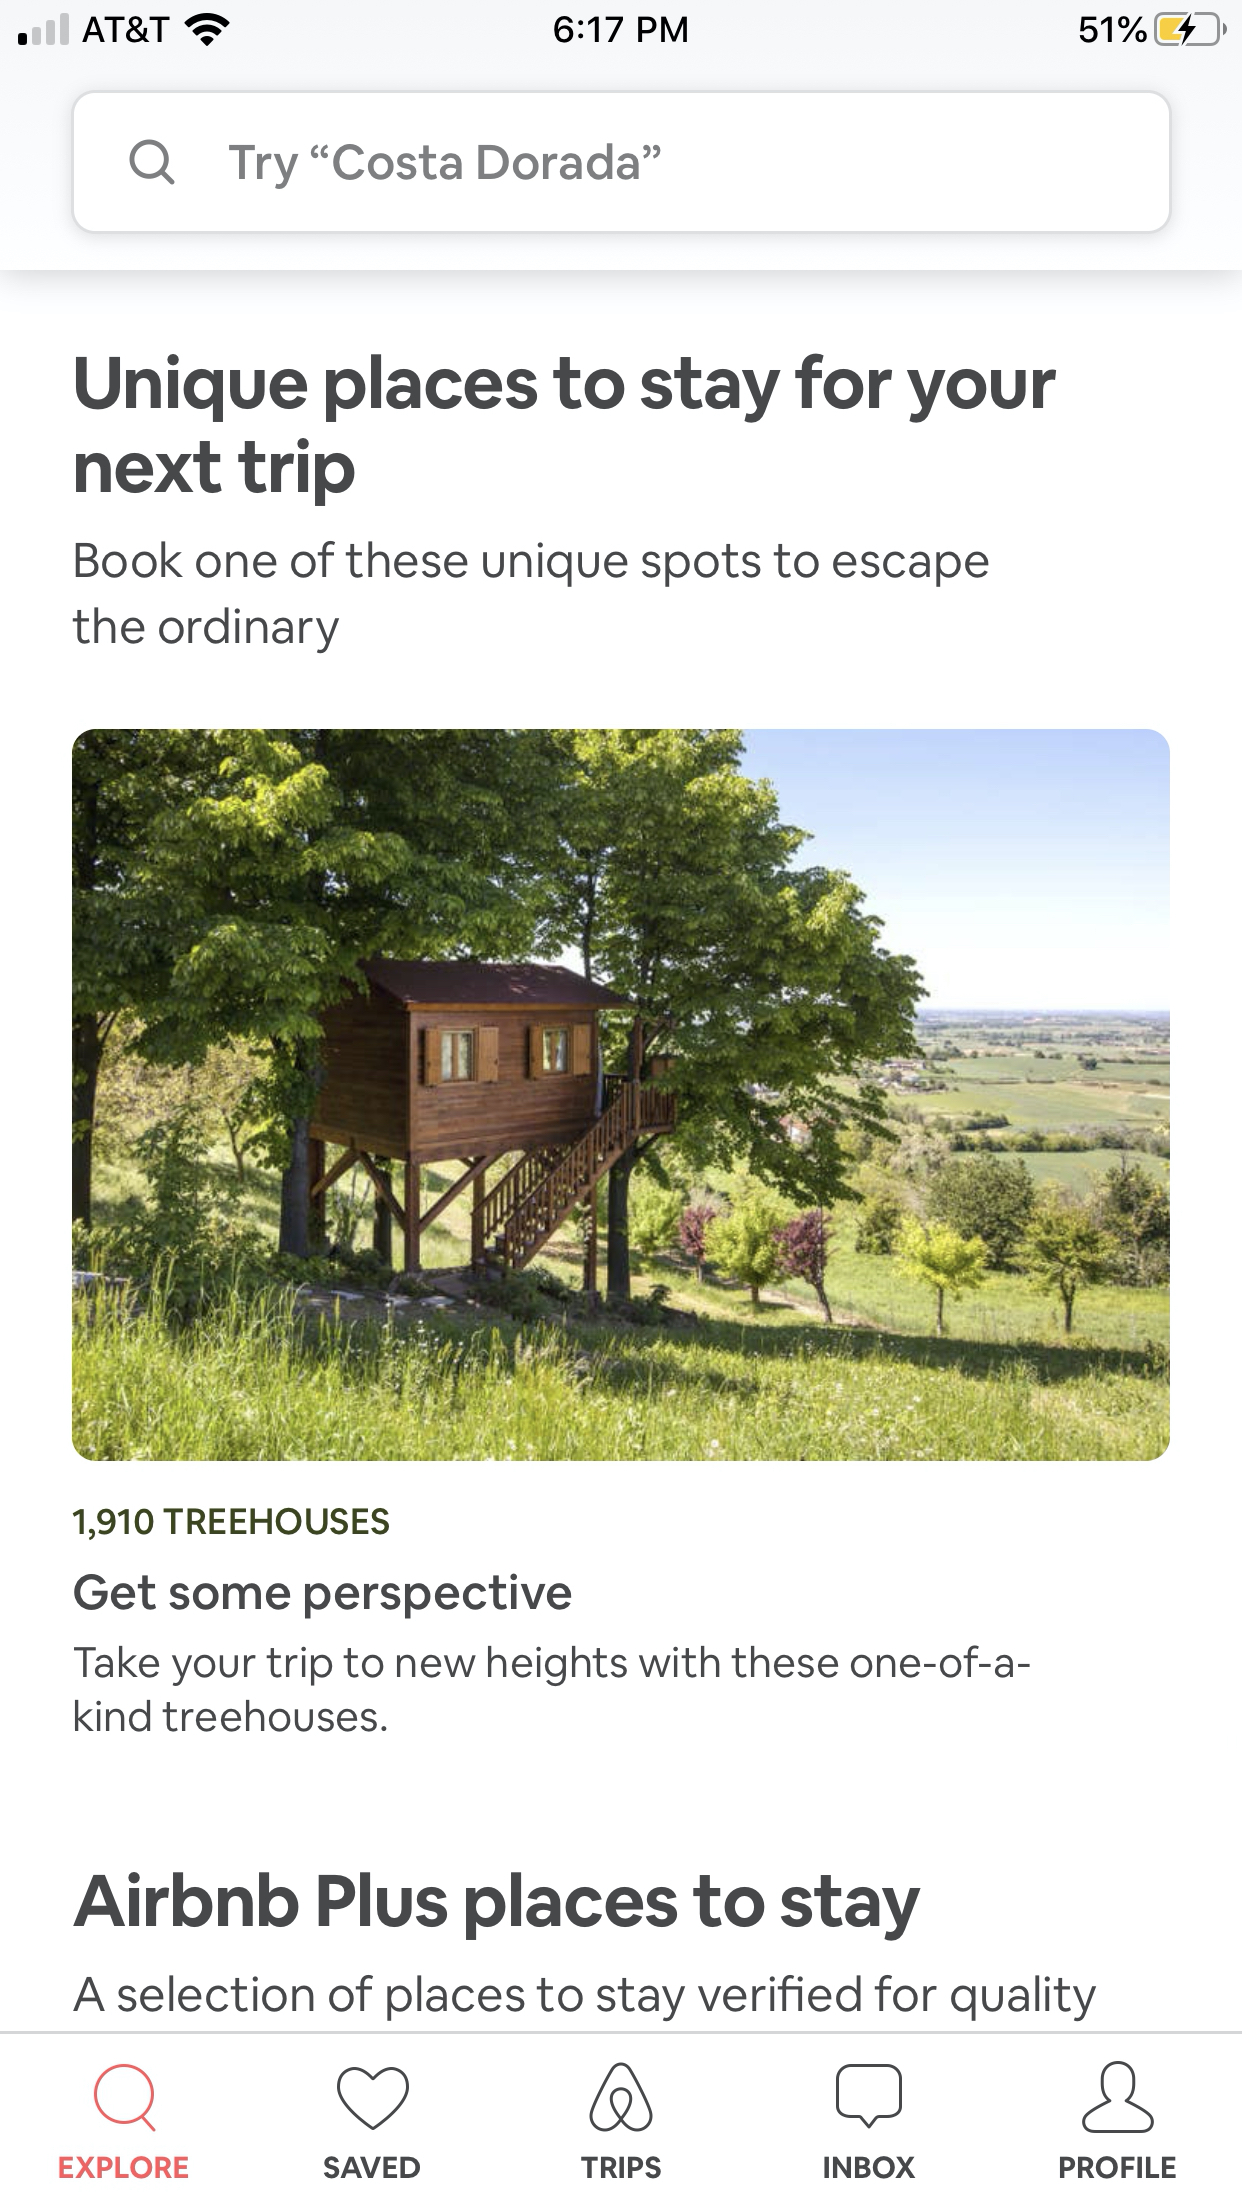 AT&T 6:17 PM 51%
Try “Costa Dorada”
Unique places to stay for your
next trip
Book one of these unique spots to escape
the ordinary
1,910 TREEHOUSES
Get some perspective
Take your trip to new heights with these one-of-a-
kind treehouses.
Airbnb Plus places to stay
A selection of places to stay verified for quality
EXPLORE SAVED TRIPS INBOX PROFILE